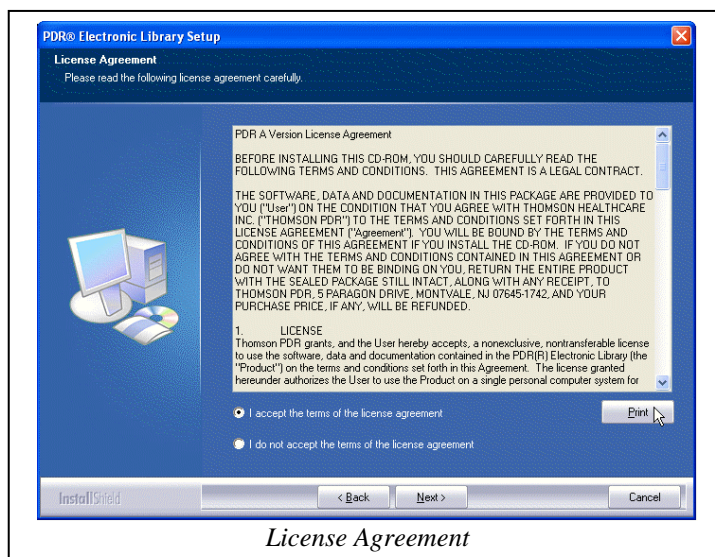 PDR® Electronic Library Setup
License Agreement
Please read the following license agreement carefully.
PDR A Version License Agreement
BEFORE INSTALLING THIS CD-ROM, YOU SHOULD CAREFULLY READ THE
FOLLOWING TERMS AND CONDITIONS.  THIS AGREEMENT IS A LEGAL CONTRACT.
THE SOFTWARE, DATA AND DOCUMENTATION IN THIS PACKAGE ARE PROVIDED TO
YOU ("User") ON THE CONDITION THAT YOU AGREE WITH THOMSON HEALTHCARE
INC. ("THOMSON PDR") TO THE TERMS AND CONDITIONS SET FORTH IN THIS
LICENSE AGREEMENT ("Agreement").  YOU WILL BE BOUND BY THE TERMS AND
CONDITIONS OF THIS AGREEMENT IF YOU INSTALL THE CD-ROM.  IF YOU DO NOT
AGREE WITH THE TERMS AND CONDITIONS CONTAINED IN THIS AGREEMENT OR
DO NOT WANT THEM TO BE BINDING ON YOU, RETURN THE ENTIRE PRODUCT
WITH THE SEALED PACKAGE STILL INTACT, ALONG WITH ANY RECEIPT, TO
THOMSON PDR, 5 PARAGON DRIVE, MONTVALE, NJ 07645-1742, AND YOUR
PURCHASE PRICE, IF ANY, WILL BE REFUNDED.
1. LICENSE
Thomson PDR grants, and the User hereby accepts, a nonexclusive, nontransferable license
to use the software, data and documentation contained in the PDR(R) Electronic Library (the
"Product") on the terms and conditions set forth in this Agreement.  The license granted
hereunder authorizes the User to use the Product on a single personal computer system for
I accept the terms of the license agreement
Print
I do not accept the terms of the license agreement
InstallShield
< Back
Next >
Cancel
License Agreement